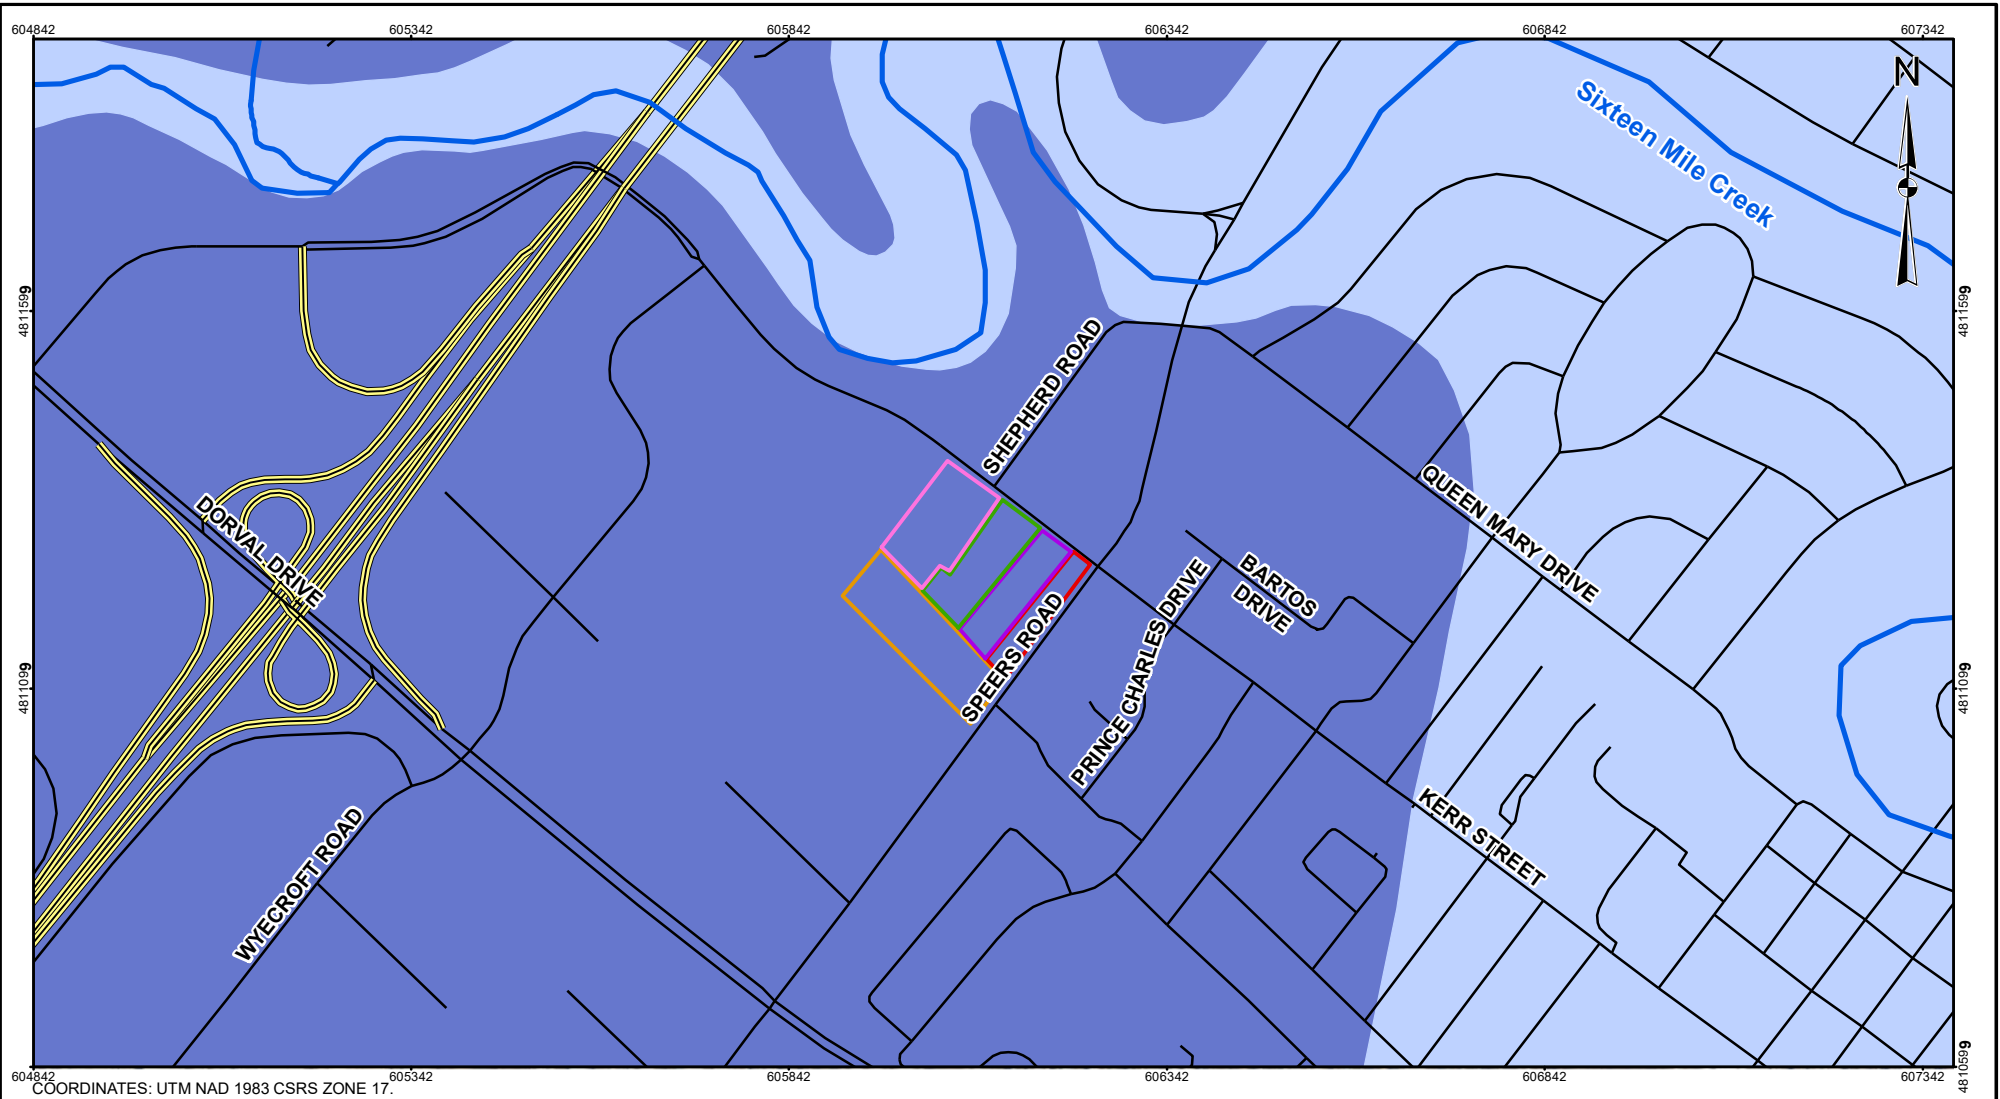 604842
605342
605842
606342
606842
607342
N
Sixteen Mile Creek
4811599
4811599
SHEPHERD ROAD
QUEEN MARY DRIVE
DORVAL DRIVE
BARTOS
DRIVE
PRINCE CHARLES DRIVE
SPEERS ROAD
4811099
4811099
KERR STREET
WYECROFT ROAD
4810599
604842
605342
605842
606342
606842
607342
COORDINATES: UTM NAD 1983 CSRS ZONE 17.